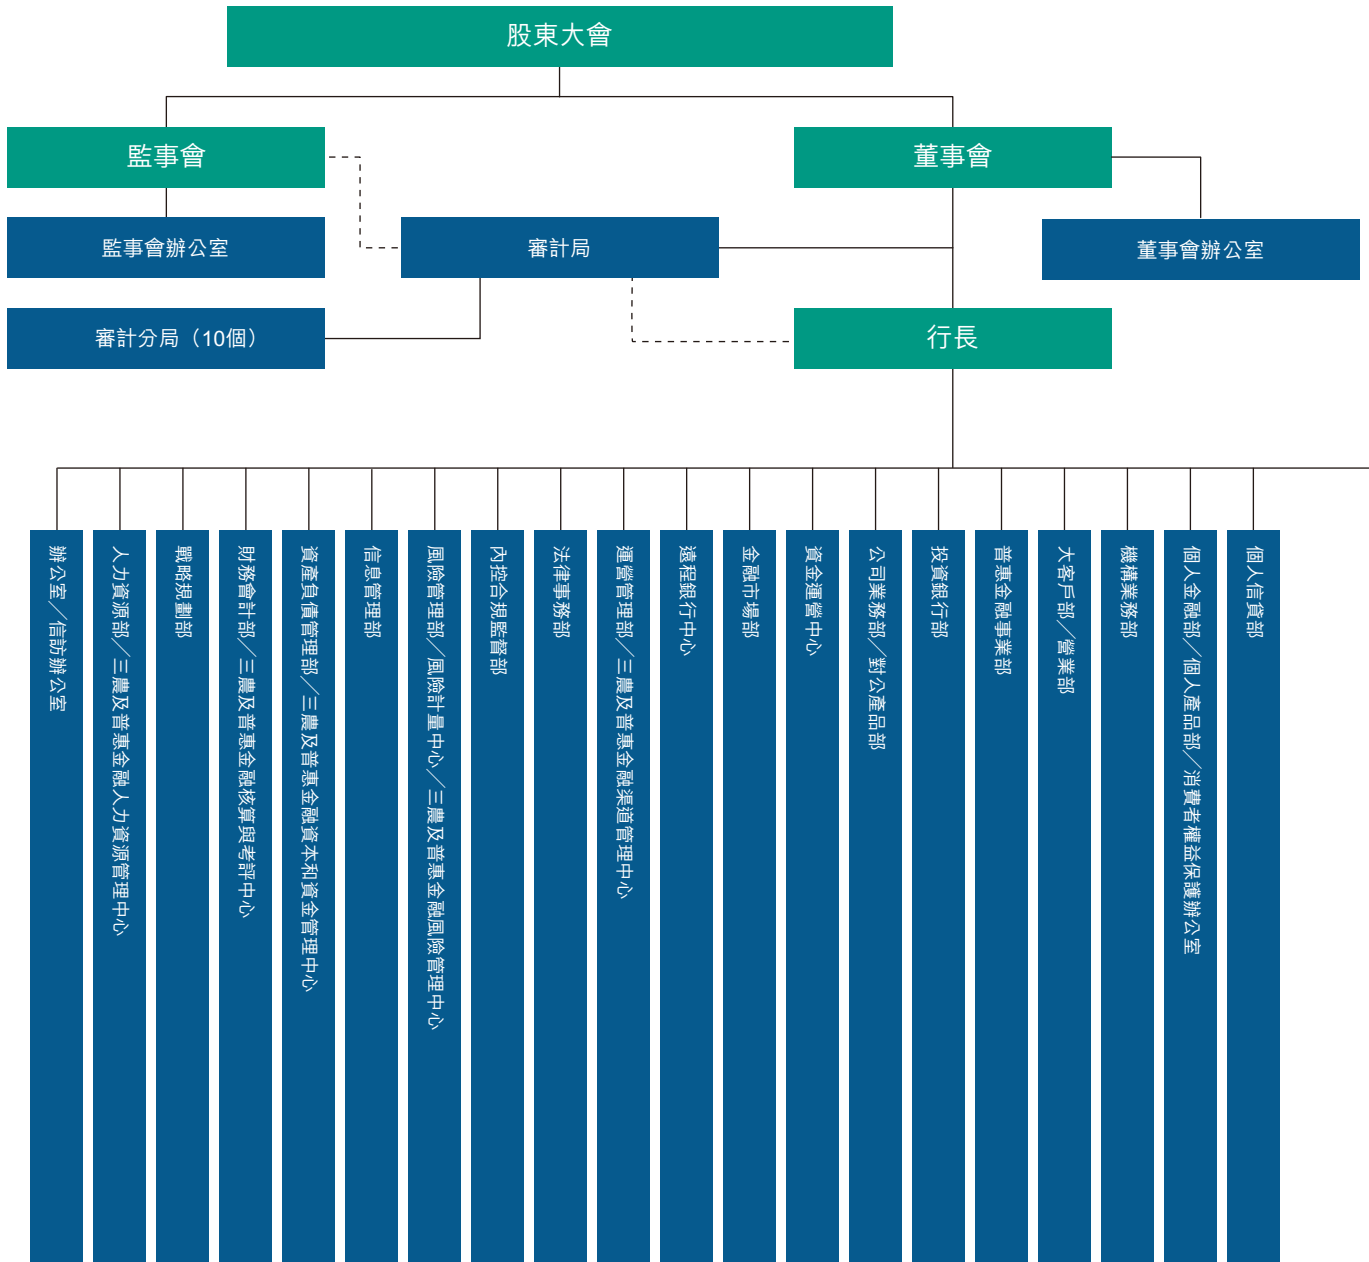 股東大會
監事會
董事會
監事會辦公室
審計局
董事會辦公室
審計分局（10個）
行長
辦公室／信訪辦公室
人力資源部／三農及普惠金融人力資源管理中心
戰略規劃部
財務會計部／三農及普惠金融核算與考評中心
資產負債管理部／三農及普惠金融資本和資金管理中心
信息管理部
風險管理部／風險計量中心／三農及普惠金融風險管理中心
內控合規監督部
法律事務部
運營管理部／三農及普惠金融渠道管理中心
遠程銀行中心
金融市場部
資金運營中心
公司業務部／對公產品部
投資銀行部
普惠金融事業部
大客戶部／營業部
機構業務部
個人金融部／個人產品部／消費者權益保護辦公室
個人信貸部